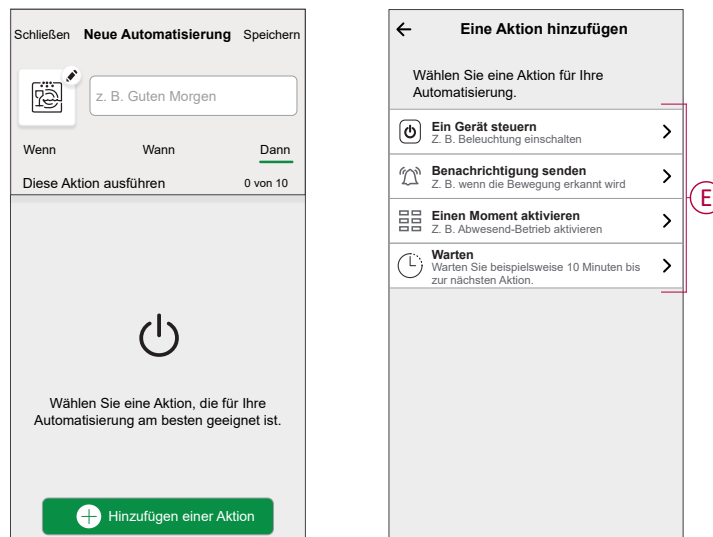 Schließen Neue Automatisierung Speichern
z. B. Guten Morgen
Wenn Wann Dann
Diese Aktion ausführen 0 von 10
Wählen Sie eine Aktion, die für Ihre
Automatisierung am besten geeignet ist.
Hinzufügen einer Aktion
Eine Aktion hinzufügen
Wählen Sie eine Aktion für Ihre
Automatisierung.
Ein Gerät steuern
Z. B. Beleuchtung einschalten
Benachrichtigung senden
Z. B. wenn die Bewegung erkannt wird
Einen Moment aktivieren
Z. B. Abwesend-Betrieb aktivieren
Warten
Warten Sie beispielsweise 10 Minuten bis
zur nächsten Aktion.
E